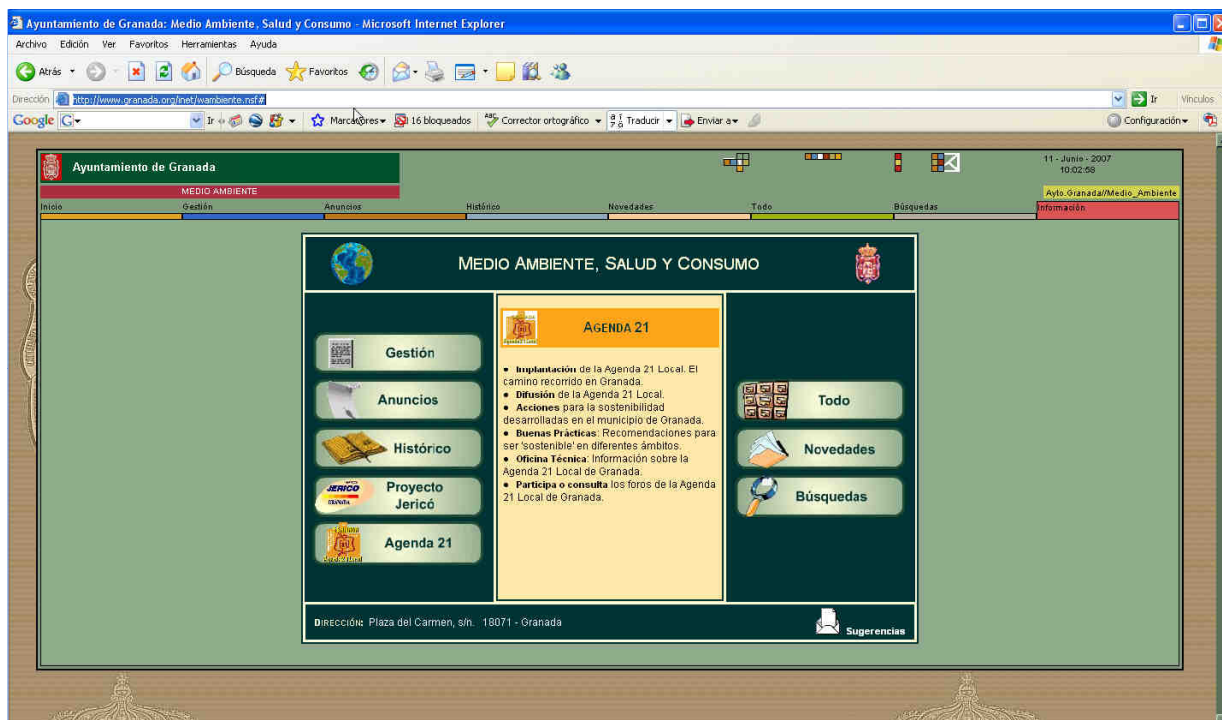 Ayuntamiento de Granada: Medio Ambiente, Salud y Consumo - Microsoft Internet Explorer
Archivo Edición Ver Favoritos Herramientas Ayuda
Atrás Búsqueda Favoritos
Dirección http://www.granada.org/inet/wambiente.nsf# Ir Vínculos
Google G Ir Marcadores 16 bloqueados Corrector ortográfico Traducir Enviar a Configuración
Ayuntamiento de Granada
11 - Junio - 2007
10:02:58
MEDIO AMBIENTE
Ayto.Granada//Medio_Ambiente
Inicio Gestión Anuncios Histórico Novedades Todo Búsquedas Información
MEDIO AMBIENTE, SALUD Y CONSUMO
Gestión
Anuncios
Histórico
JERICO
GRANADA
Proyecto
Jericó
Agenda 21
AGENDA 21
• Implantación de la Agenda 21 Local. El
camino recorrido en Granada.
• Difusión de la Agenda 21 Local.
• Acciones para la sostenibilidad
desarrolladas en el municipio de Granada.
• Buenas Prácticas: Recomendaciones para
ser 'sostenible' en diferentes ámbitos.
• Oficina Técnica: Información sobre la
Agenda 21 Local de Granada.
• Participa o consulta los foros de la Agenda
21 Local de Granada.
Todo
Novedades
Búsquedas
DIRECCIÓN: Plaza del Carmen, s/n. 18071 - Granada
Sugerencias